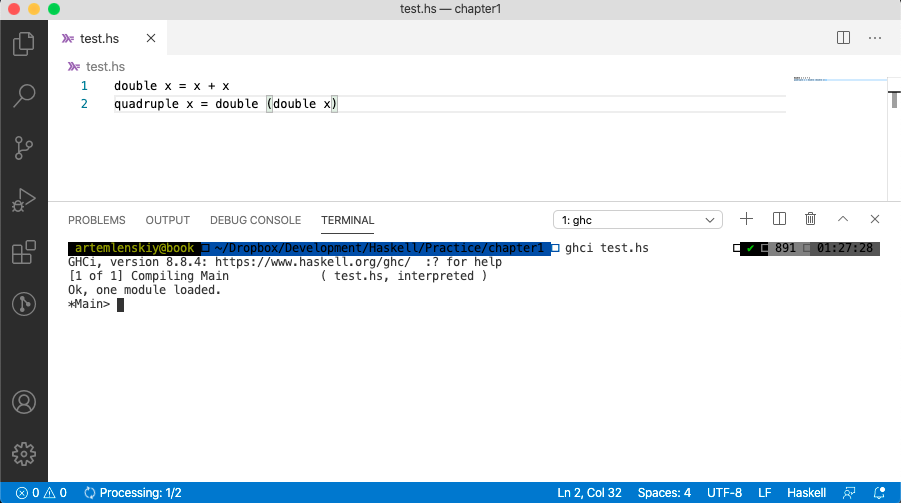 test.hs — chapter1
test.hs
test.hs
1 double x = x + x
2 quadruple x = double (double x)
PROBLEMS OUTPUT DEBUG CONSOLE TERMINAL 1: ghc
artemlenskiy@book ~/Dropbox/Development/Haskell/Practice/chapter1 ghci test.hs ✔ 891 01:27:28
GHCi, version 8.8.4: https://www.haskell.org/ghc/ :? for help
[1 of 1] Compiling Main ( test.hs, interpreted )
Ok, one module loaded.
*Main>
0 0 Processing: 1/2 Ln 2, Col 32 Spaces: 4 UTF-8 LF Haskell